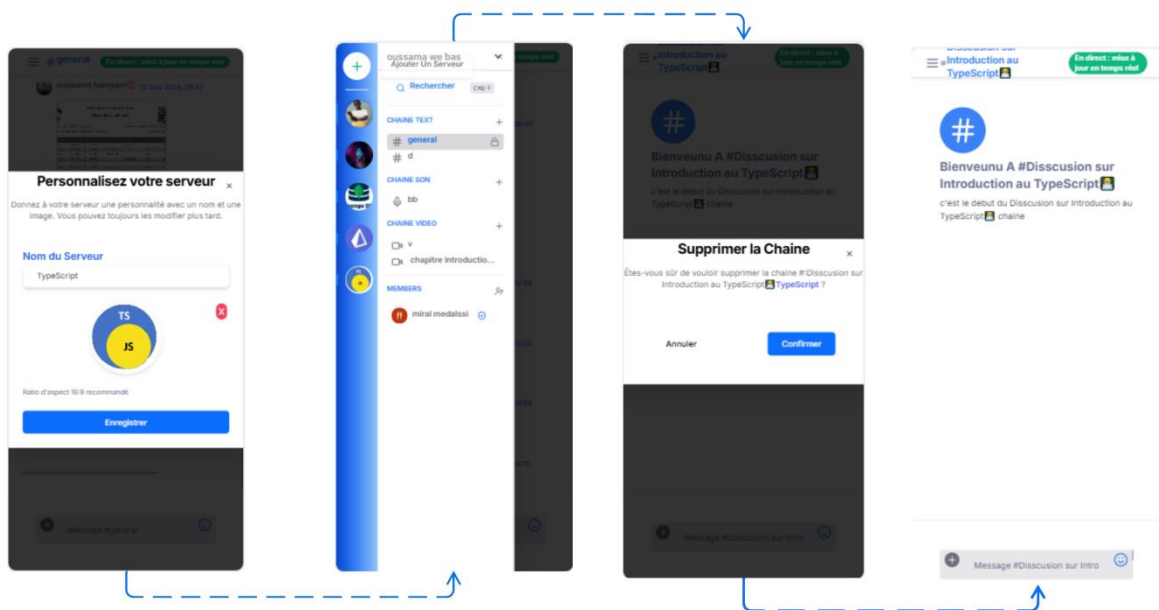 # general En direct : mise à jour en temps réel
oussama hamyani 12 Nov 2024, 09:37
Personnalisez votre serveur ×
Donnez à votre serveur une personnalité avec un nom et une
image. Vous pouvez toujours les modifier plus tard.
Nom du Serveur
TypeScript
TS
JS
X
Ratio d'aspect 16:9 recommandé
Enregistrer
Message #general
oussama we bas
Ajouter Un Serveur
Rechercher
CHAINE TEXT +
# general
# d
CHAINE SON +
bb
CHAINE VIDEO +
v
chapitre Introductio...
MEMBERS
ff miral medalssi
#Introduction au
TypeScript
En direct : mise à
jour en temps réel
#
Bienveunu A #Disscusion sur
Introduction au TypeScript
c'est le debut du Disscusion sur Introduction au
TypeScript chaine
Supprimer la Chaine ×
Êtes-vous sûr de vouloir supprimer la chaine #:Disscusion sur
Introduction au TypeScript TypeScript ?
Annuler
Confirmer
Message #Disscusion sur Intro
Disscusion sur
#Introduction au
TypeScript
En direct : mise à
jour en temps réel
#
Bienveunu A #Disscusion sur
Introduction au TypeScript
c'est le debut du Disscusion sur Introduction au
TypeScript chaine
Message #Disscusion sur Intro